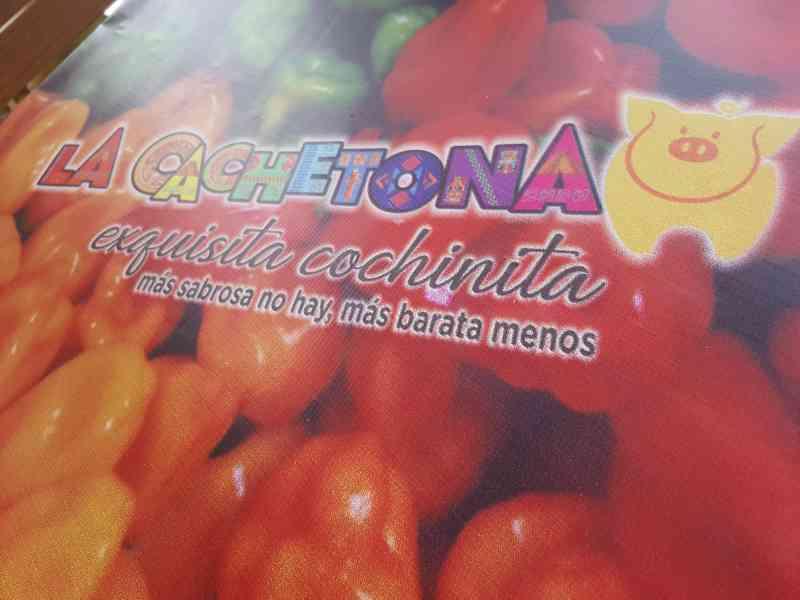 LA CACHETONA
exquisita cochinita
más sabrosa no hay, más barata menos